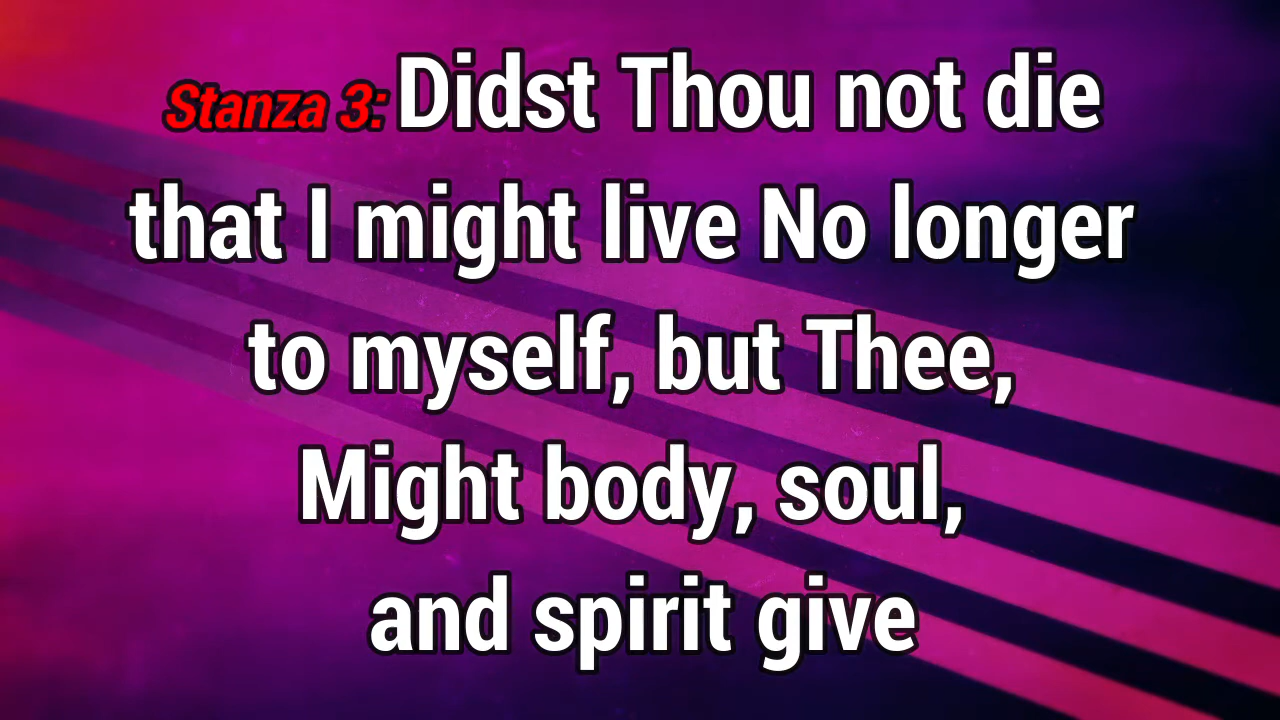 Stanza 3: Didst Thou not die
that I might live No longer
to myself, but Thee,
Might body, soul,
and spirit give